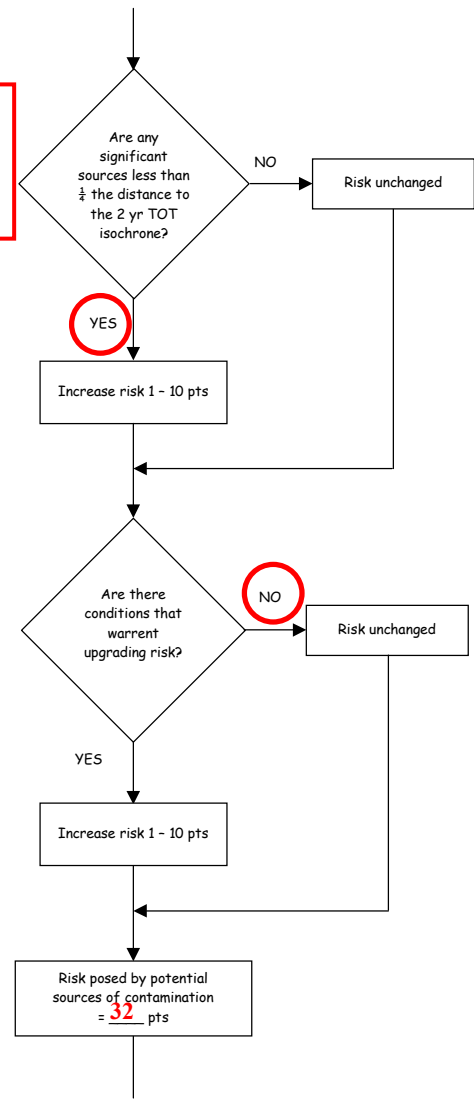 Are any
significant
sources less than
¼ the distance to
the 2 yr TOT
isochrone?
NO
Risk unchanged
YES
Increase risk 1 - 10 pts
Are there
conditions that
warrent
upgrading risk?
NO
Risk unchanged
YES
Increase risk 1 - 10 pts
Risk posed by potential
sources of contamination
= 32 pts